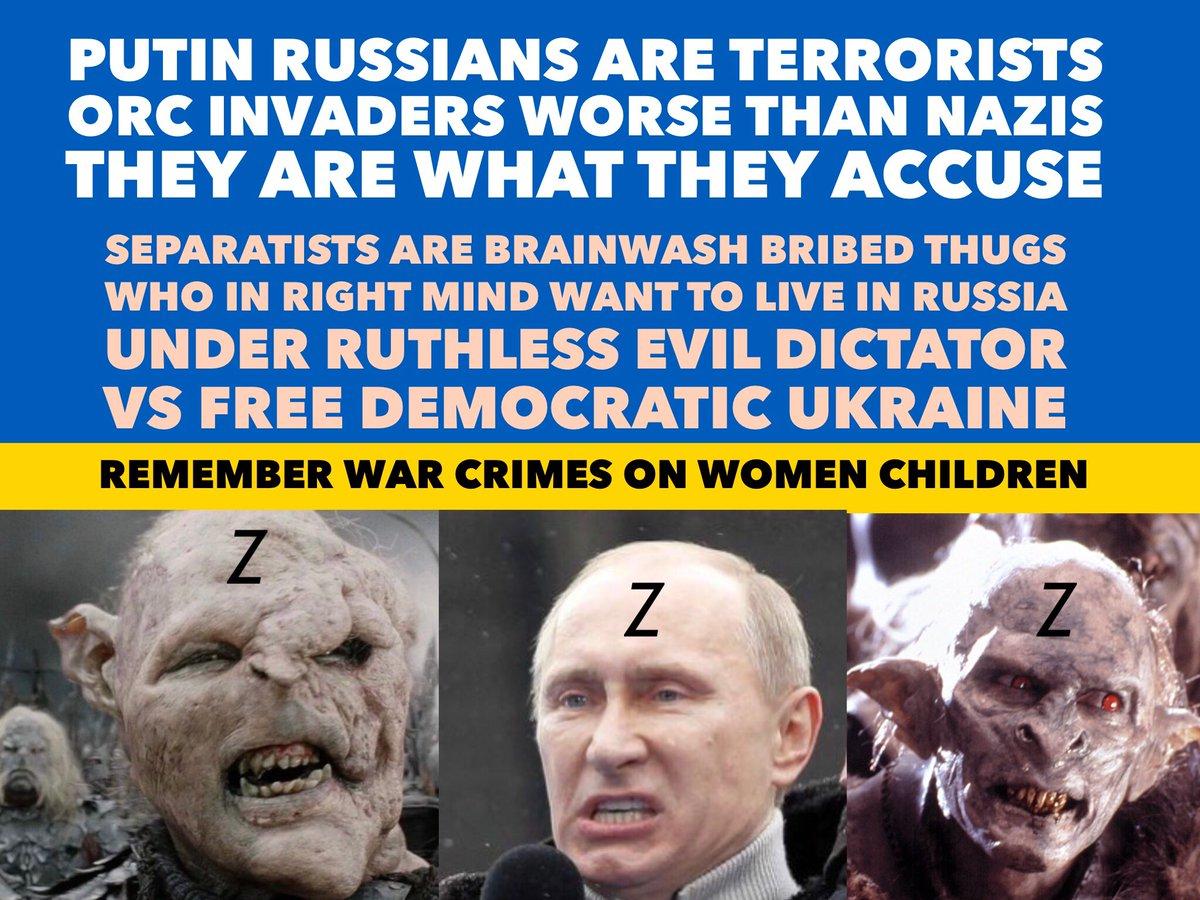 PUTIN RUSSIANS ARE TERRORISTS
ORC INVADERS WORSE THAN NAZIS
THEY ARE WHAT THEY ACCUSE
SEPARATISTS ARE BRAINWASH BRIBED THUGS
WHO IN RIGHT MIND WANT TO LIVE IN RUSSIA
UNDER RUTHLESS EVIL DICTATOR
VS FREE DEMOCRATIC UKRAINE
REMEMBER WAR CRIMES ON WOMEN CHILDREN
Z
Z
Z